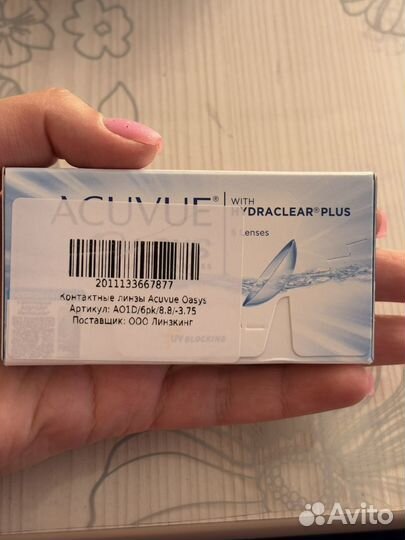 ACUVUE®
WITH
HYDRACLEAR® PLUS
6 Lenses
2011133667877
Контактные линзы Acuvue Oasys
Артикул: AO1D/6pk/8.8/-3.75
Поставщик: ООО Линзкинг
UV BLOCKING
Avito